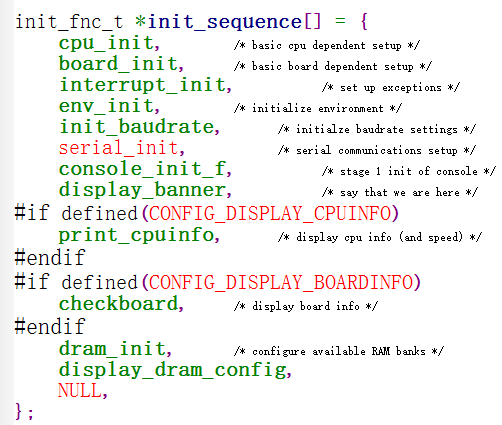 init_fnc_t *init_sequence[] = {
    cpu_init,        /* basic cpu dependent setup */
    board_init,      /* basic board dependent setup */
    interrupt_init,          /* set up exceptions */
    env_init,        /* initialize environment */
    init_baudrate,       /* initialze baudrate settings */
    serial_init,         /* serial communications setup */
    console_init_f,          /* stage 1 init of console */
    display_banner,          /* say that we are here */
#if defined(CONFIG_DISPLAY_CPUINFO)
    print_cpuinfo,       /* display cpu info (and speed) */
#endif
#if defined(CONFIG_DISPLAY_BOARDINFO)
    checkboard,      /* display board info */
#endif
    dram_init,       /* configure available RAM banks */
    display_dram_config,
    NULL,
};